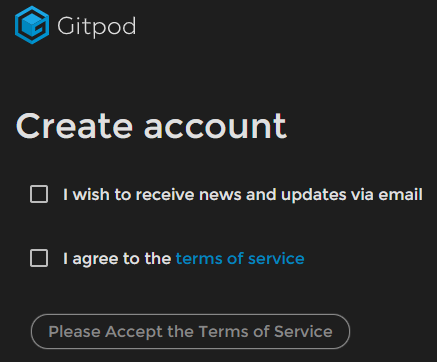 Gitpod
Create account
I wish to receive news and updates via email
I agree to the terms of service
Please Accept the Terms of Service